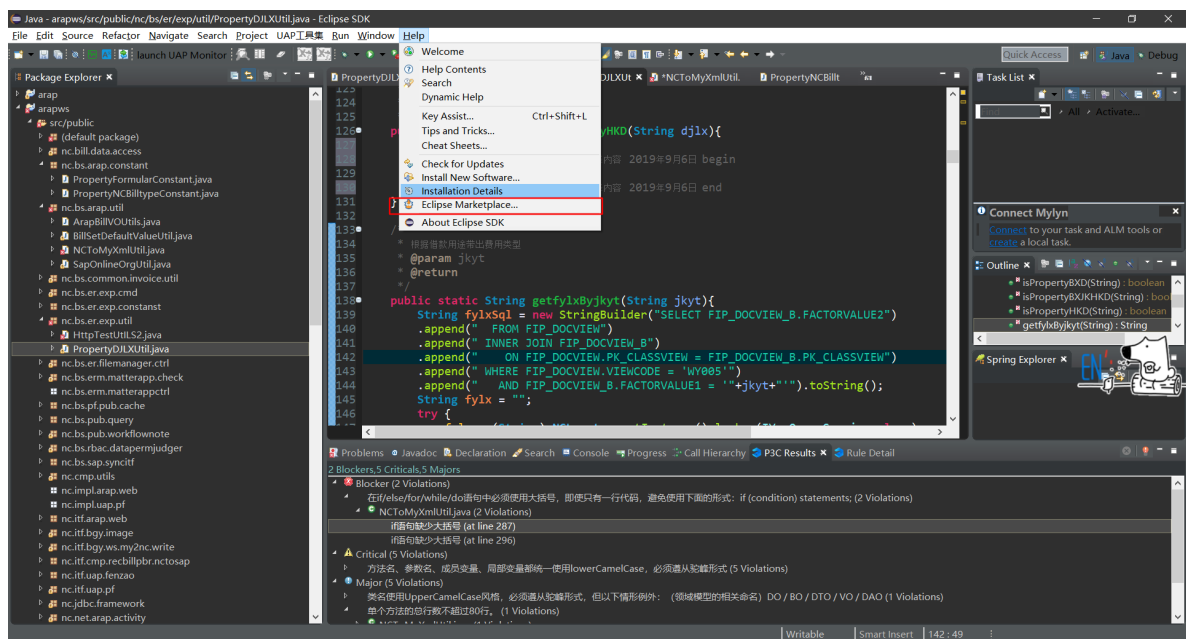 Java - arapws/src/public/nc/bs/er/exp/util/PropertyDJLXUtil.java - Eclipse SDK
File Edit Source Refactor Navigate Search Project UAP工具集 Run Window Help
launch UAP Monitor
Quick Access Java Debug
Welcome
Help Contents
Search
Dynamic Help
Key Assist... Ctrl+Shift+L
Tips and Tricks...
Cheat Sheets...
Check for Updates
Install New Software...
Installation Details
Eclipse Marketplace...
About Eclipse SDK
Package Explorer
arap
arapws
src/public
(default package)
nc.bill.data.access
nc.bs.arap.constant
PropertyFormularConstant.java
PropertyNCBilltypeConstant.java
nc.bs.arap.util
ArapBillVOUtils.java
BillSetDefaultValueUtil.java
NCToMyXmlUtil.java
SapOnlineOrgUtil.java
nc.bs.common.invoice.util
nc.bs.er.exp.cmd
nc.bs.er.exp.constanst
nc.bs.er.exp.util
HttpTestUtILS2.java
PropertyDJLXUtil.java
nc.bs.er.filemanager.ctrl
nc.bs.erm.matterapp.check
nc.bs.erm.matterappctrl
nc.bs.pf.pub.cache
nc.bs.pub.query
nc.bs.pub.workflownote
nc.bs.rbac.datapermjudger
nc.bs.sap.syncitf
nc.cmp.utils
nc.impl.arap.web
nc.impl.uap.pf
nc.itf.arap.web
nc.itf.bgy.image
nc.itf.bgy.ws.my2nc.write
nc.itf.cmp.recbillpbr.nctosap
nc.itf.uap.fenzao
nc.itf.uap.pf
nc.jdbc.framework
nc.net.arap.activity
PropertyDJL
DJLXUt *NCToMyXmlUtil. PropertyNCBillt
123
124
125
126 p yHKD(String djlx){
127
128 内容 2019年9月6日 begin
129
130 内容 2019年9月6日 end
131 }
132
133 /
134 * 根据借款用途带出费用类型
135 * @param jkyt
136 * @return
137 */
138 public static String getfylxByjkyt(String jkyt){
139 String fylxSql = new StringBuilder("SELECT FIP_DOCVIEW_B.FACTORVALUE2")
140 .append(" FROM FIP_DOCVIEW")
141 .append(" INNER JOIN FIP_DOCVIEW_B")
142 .append(" ON FIP_DOCVIEW.PK_CLASSVIEW = FIP_DOCVIEW_B.PK_CLASSVIEW")
143 .append(" WHERE FIP_DOCVIEW.VIEWCODE = 'WY005'")
144 .append(" AND FIP_DOCVIEW_B.FACTORVALUE1 = '"+jkyt+"'").toString();
145 String fylx = "";
146 try {
Task List
All Activate...
Connect Mylyn
Connect to your task and ALM tools or
create a local task.
Outline
isPropertyBXD(String) : boolean
isPropertyBXJKHKD(String) : bool
isPropertyHKD(String) : boolean
getfylxByjkyt(String) : String
Spring Explorer
EN
Problems Javadoc Declaration Search Console Progress Call Hierarchy P3C Results Rule Detail
2 Blockers,5 Criticals,5 Majors
Blocker (2 Violations)
在if/else/for/while/do语句中必须使用大括号，即使只有一行代码，避免使用下面的形式：if (condition) statements; (2 Violations)
NCToMyXmlUtil.java (2 Violations)
if语句缺少大括号 (at line 287)
if语句缺少大括号 (at line 296)
Critical (5 Violations)
方法名、参数名、成员变量、局部变量都统一使用lowerCamelCase，必须遵从驼峰形式 (5 Violations)
Major (5 Violations)
类名使用UpperCamelCase风格，必须遵从驼峰形式，但以下情形例外：（领域模型的相关命名）DO / BO / DTO / VO / DAO (1 Violations)
单个方法的总行数不超过80行。 (1 Violations)
Writable Smart Insert 142 : 49